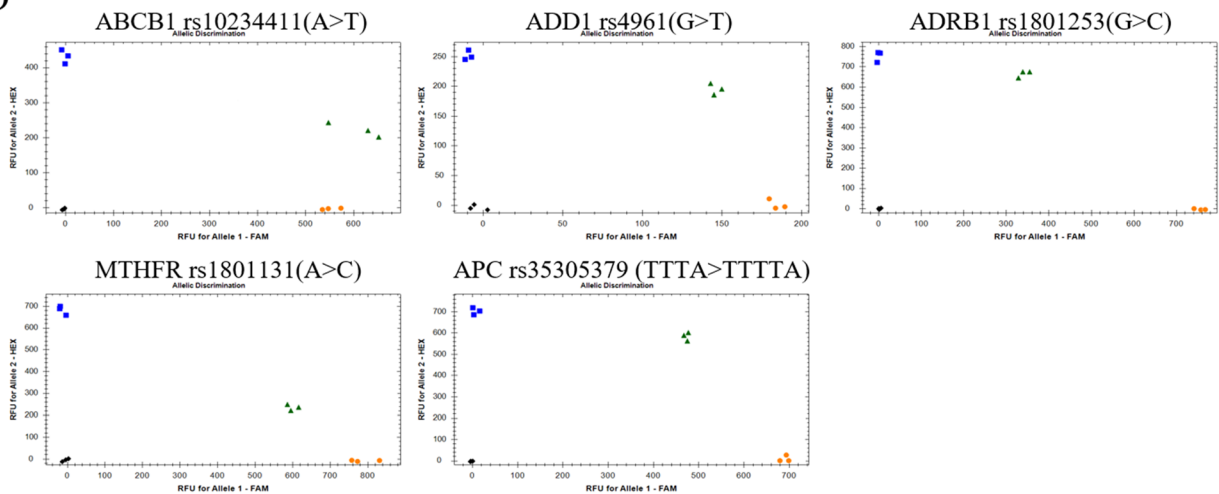 ABCB1 rs10234411(A>T)
Allelic Discrimination
RFU for Allele 2 - HEX
400
300
200
100
0
0 100 200 300 400 500 600
RFU for Allele 1 - FAM
ADD1 rs4961(G>T)
Allelic Discrimination
RFU for Allele 2 - HEX
250
200
150
100
50
0
0 50 100 150 200
RFU for Allele 1 - FAM
ADRB1 rs1801253(G>C)
Allelic Discrimination
RFU for Allele 2 - HEX
800
700
600
500
400
300
200
100
0
0 100 200 300 400 500 600 700
RFU for Allele 1 - FAM
MTHFR rs1801131(A>C)
Allelic Discrimination
RFU for Allele 2 - HEX
700
600
500
400
300
200
100
0
0 100 200 300 400 500 600 700 800
RFU for Allele 1 - FAM
APC rs35305379 (TTTA>TTTTA)
Allelic Discrimination
RFU for Allele 2 - HEX
700
600
500
400
300
200
100
0
0 100 200 300 400 500 600 700
RFU for Allele 1 - FAM